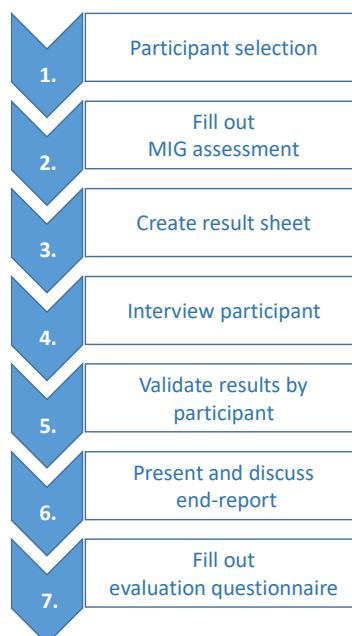 1.
Participant selection
2.
Fill out
MIG assessment
3.
Create result sheet
4.
Interview participant
5.
Validate results by
participant
6.
Present and discuss
end-report
7.
Fill out
evaluation questionnaire